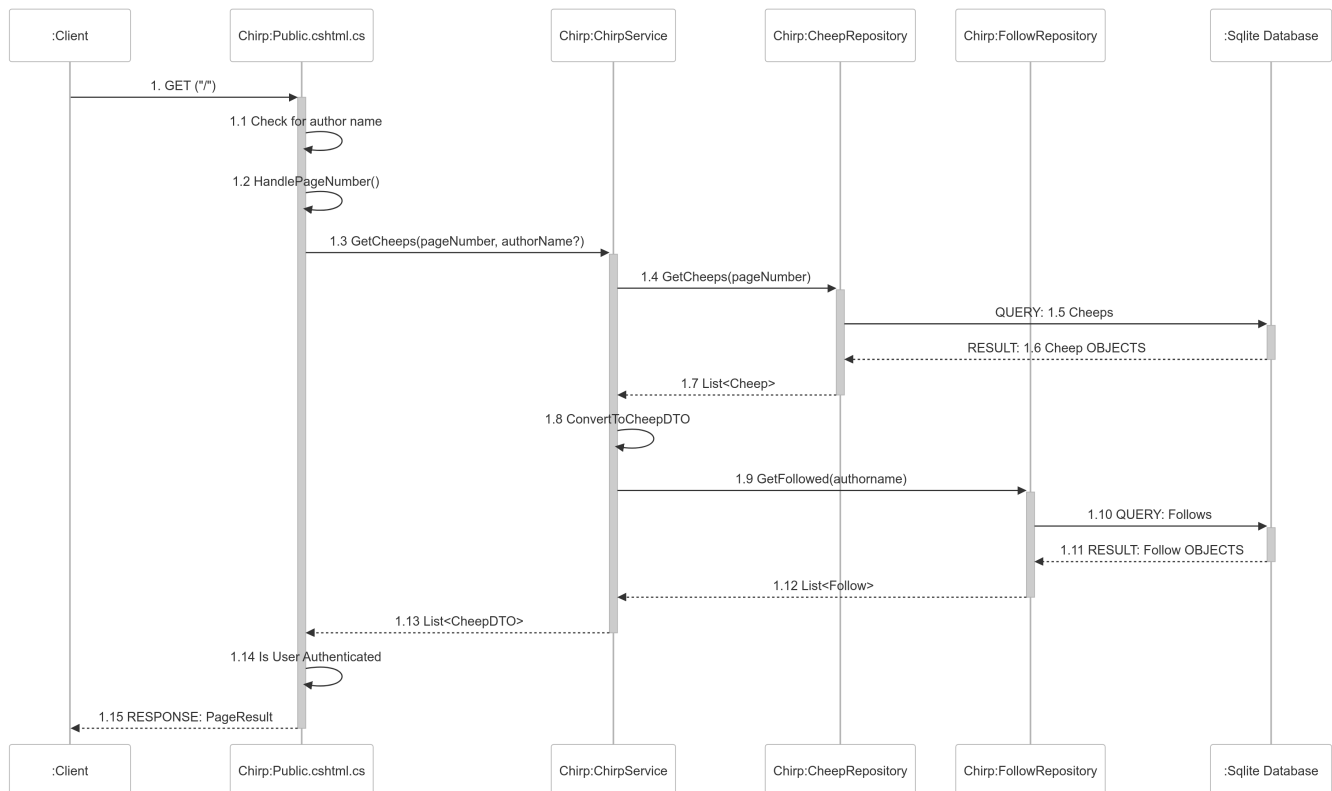 :Client
Chirp:Public.cshtml.cs
Chirp:ChirpService
Chirp:CheepRepository
Chirp:FollowRepository
:Sqlite Database
1. GET ("/")
1.1 Check for author name
1.2 HandlePageNumber()
1.3 GetCheeps(pageNumber, authorName?)
1.4 GetCheeps(pageNumber)
QUERY: 1.5 Cheeps
RESULT: 1.6 Cheep OBJECTS
1.7 List<Cheep>
1.8 ConvertToCheepDTO
1.9 GetFollowed(authorname)
1.10 QUERY: Follows
1.11 RESULT: Follow OBJECTS
1.12 List<Follow>
1.13 List<CheepDTO>
1.14 Is User Authenticated
1.15 RESPONSE: PageResult
:Client
Chirp:Public.cshtml.cs
Chirp:ChirpService
Chirp:CheepRepository
Chirp:FollowRepository
:Sqlite Database